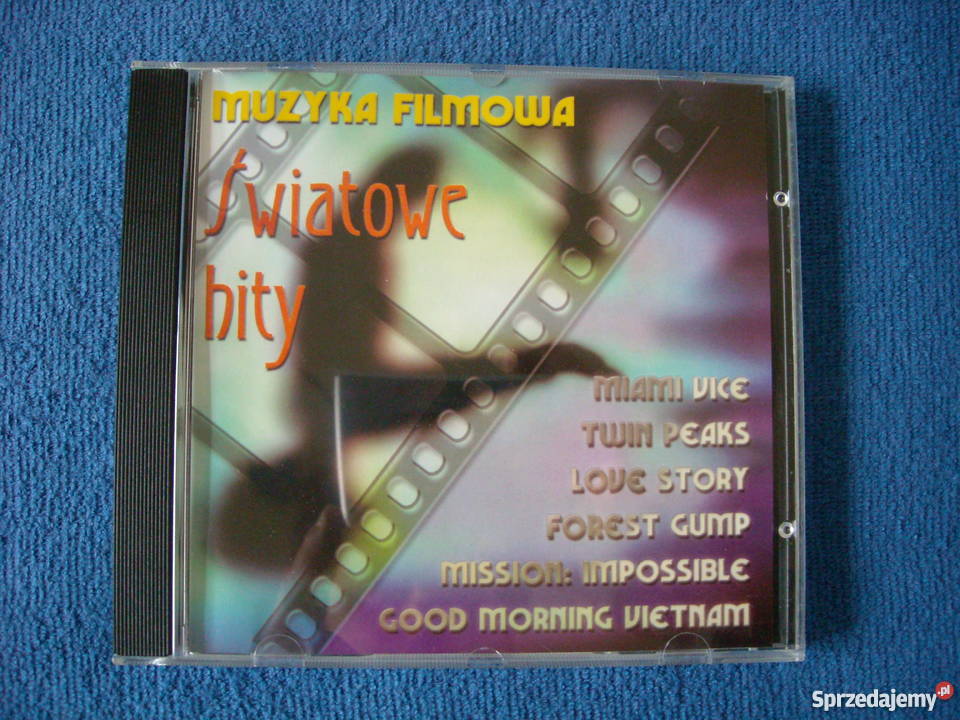 MUZYKA FILMOWA
Światowe
hity
MIAMI VICE
TWIN PEAKS
LOVE STORY
FOREST GUMP
MISSION: IMPOSSIBLE
GOOD MORNING VIETNAM
Sprzedajemy.pl